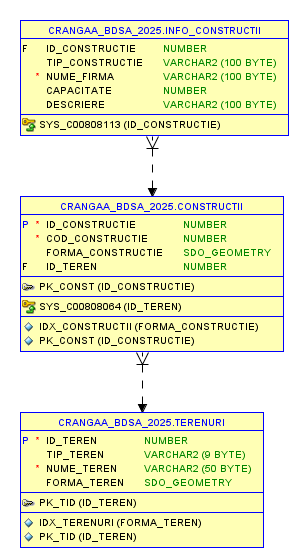 CRANGAA_BDSA_2025.INFO_CONSTRUCTII
F ID_CONSTRUCTIE NUMBER
TIP_CONSTRUCTIE VARCHAR2 (100 BYTE)
* NUME_FIRMA VARCHAR2 (100 BYTE)
CAPACITATE NUMBER
DESCRIERE VARCHAR2 (100 BYTE)
SYS_C00808113 (ID_CONSTRUCTIE)
CRANGAA_BDSA_2025.CONSTRUCTII
P * ID_CONSTRUCTIE NUMBER
* COD_CONSTRUCTIE NUMBER
FORMA_CONSTRUCTIE SDO_GEOMETRY
F ID_TEREN NUMBER
PK_CONST (ID_CONSTRUCTIE)
SYS_C00808064 (ID_TEREN)
IDX_CONSTRUCTII (FORMA_CONSTRUCTIE)
PK_CONST (ID_CONSTRUCTIE)
CRANGAA_BDSA_2025.TERENURI
P * ID_TEREN NUMBER
TIP_TEREN VARCHAR2 (9 BYTE)
* NUME_TEREN VARCHAR2 (50 BYTE)
FORMA_TEREN SDO_GEOMETRY
PK_TID (ID_TEREN)
IDX_TERENURI (FORMA_TEREN)
PK_TID (ID_TEREN)